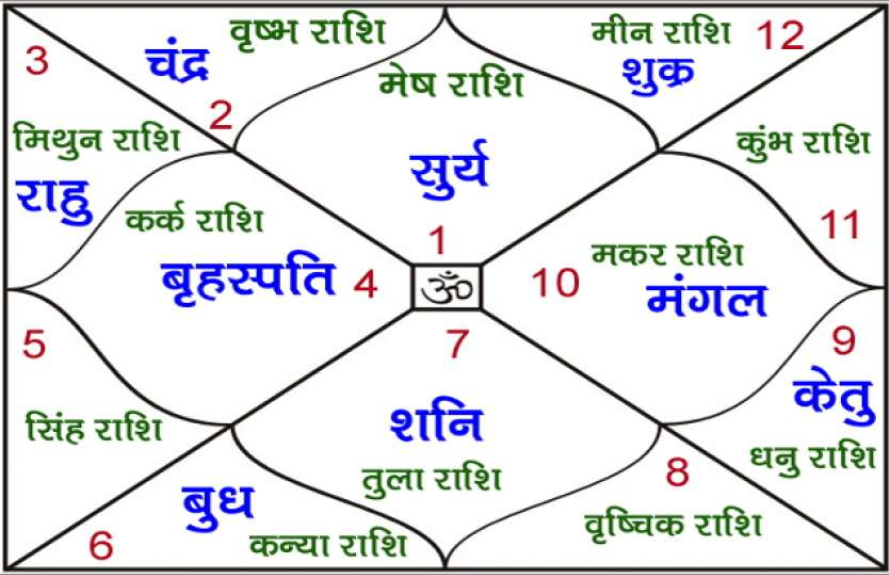 3
चंद्र
वृष्भ राशि
2
मिथुन राशि
राहु
मेष राशि
सुर्य
1
मीन राशि
12
शुक्र
कुंभ राशि
11
कर्क राशि
बृहस्पति
4
ॐ
10
मकर राशि
मंगल
5
सिंह राशि
7
शनि
तुला राशि
9
केतु
धनु राशि
6
बुध
कन्या राशि
8
वृष्चिक राशि